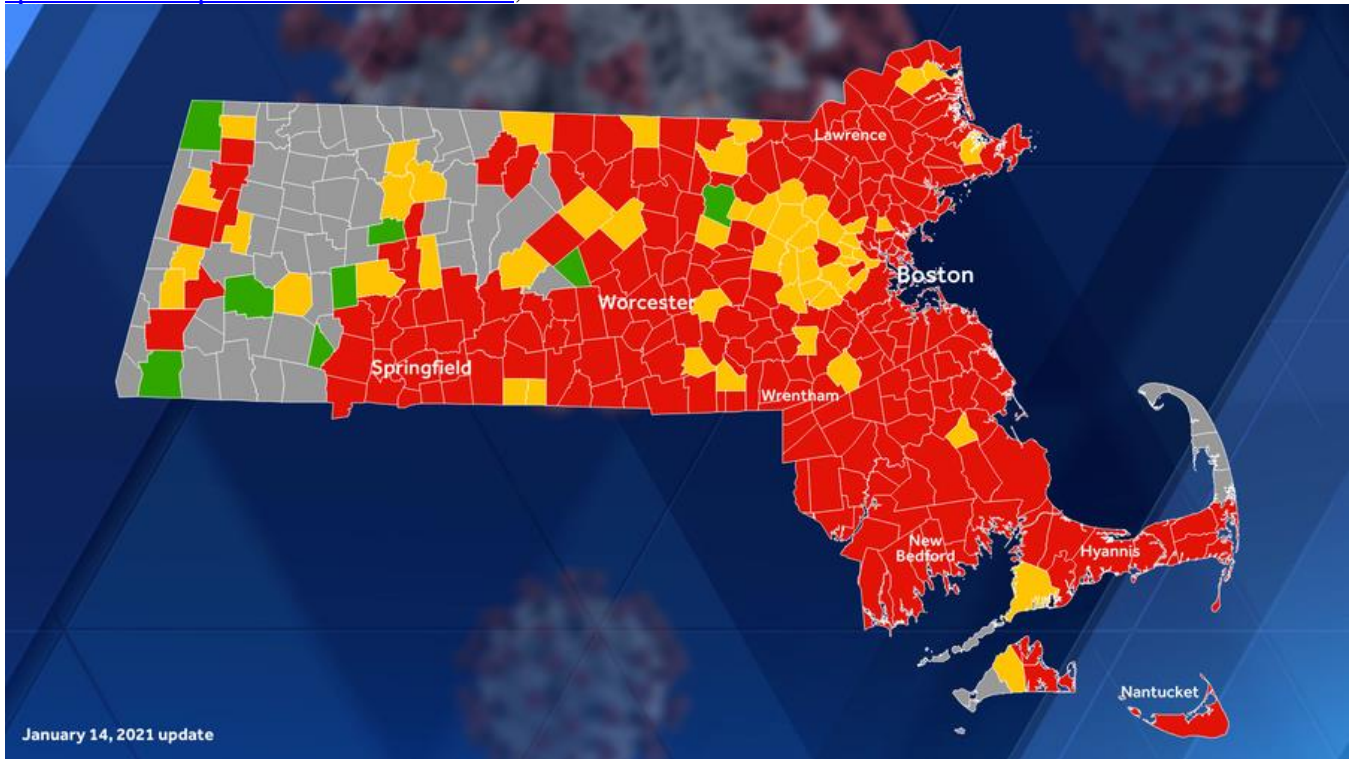 Lawrence
Boston
Worcester
Springfield
Wrentham
New
Bedford
Hyannis
Nantucket
January 14, 2021 update